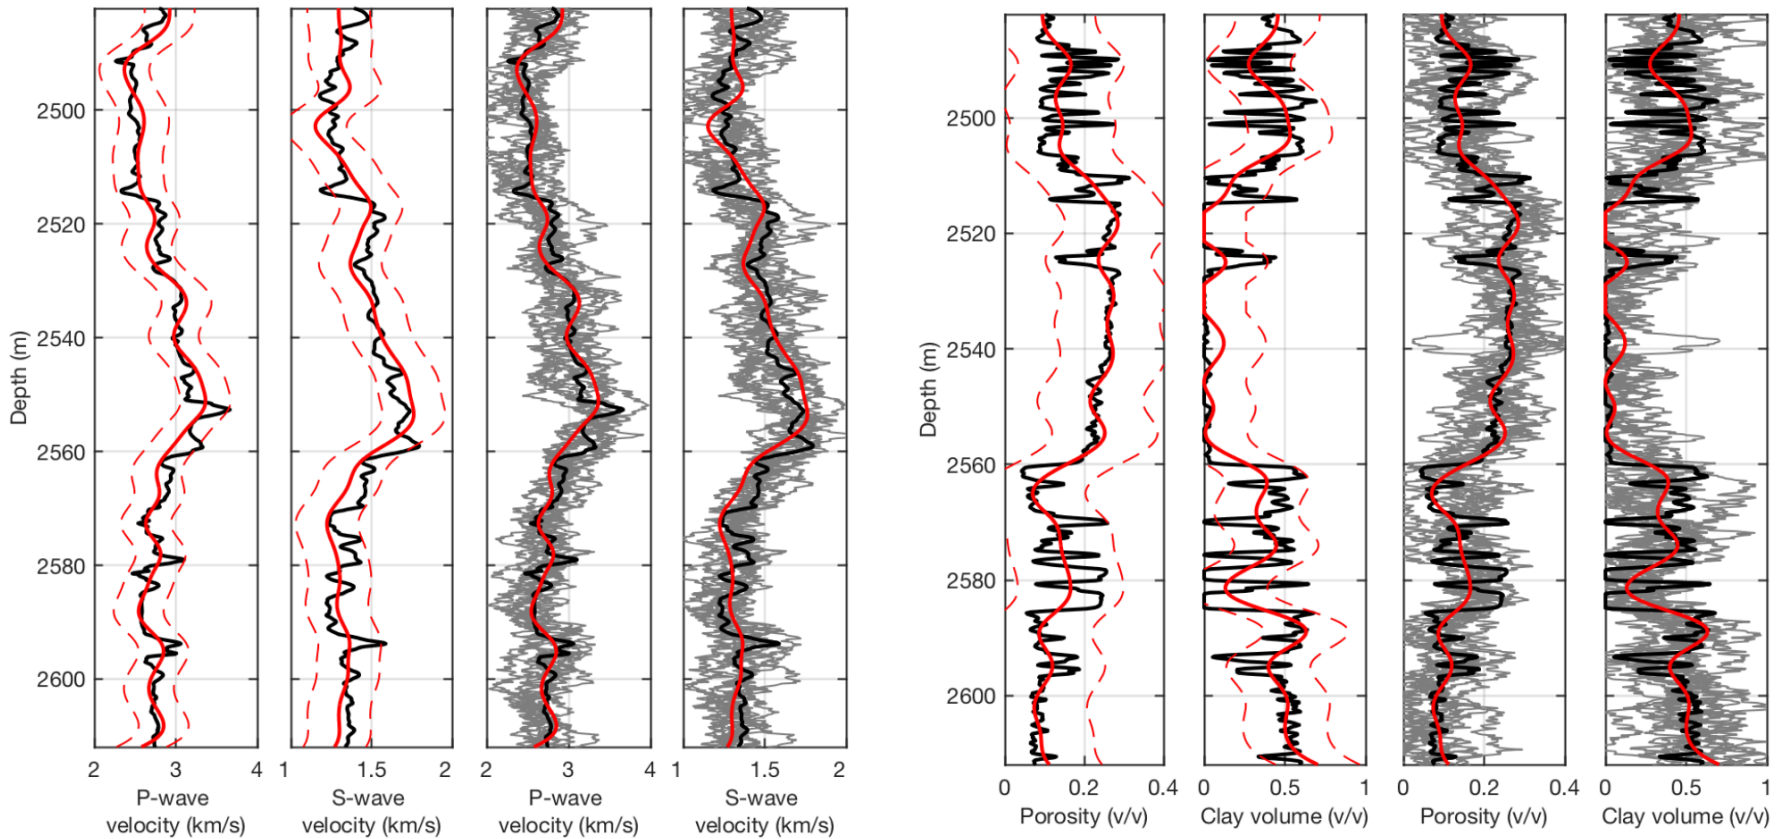 Depth (m)
2500
2520
2540
2560
2580
2600
2 3 4
P-wave
velocity (km/s)
1 1.5 2
S-wave
velocity (km/s)
2 3 4
P-wave
velocity (km/s)
1 1.5 2
S-wave
velocity (km/s)
Depth (m)
2500
2520
2540
2560
2580
2600
0 0.2 0.4
Porosity (v/v)
0 0.5 1
Clay volume (v/v)
0 0.2 0.4
Porosity (v/v)
0 0.5 1
Clay volume (v/v)